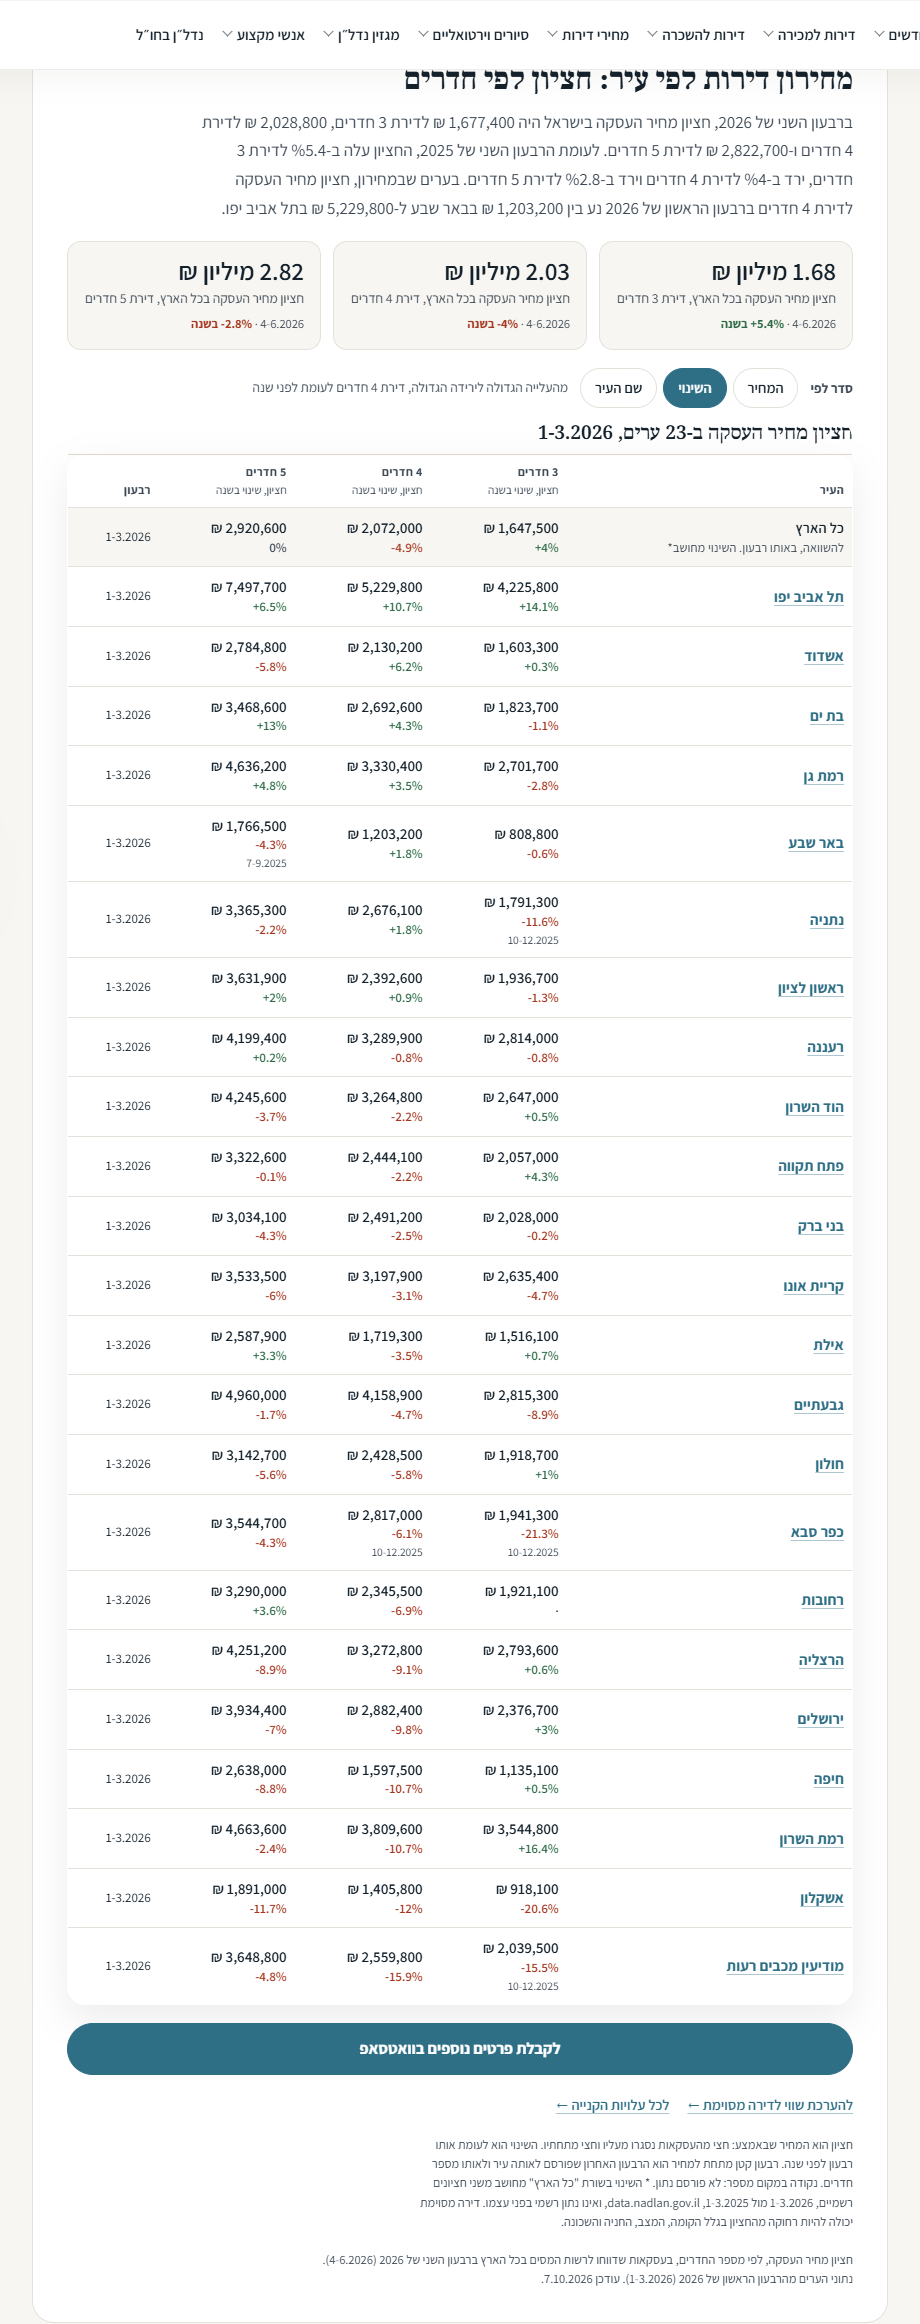 דשים
דירות למכירה
דירות להשכרה
מחירי דירות
סיורים וירטואליים
מגזין נדל״ן
אנשי מקצוע
נדל״ן בחו״ל
מחירון דירות לפי עיר: חציון לפי חדרים
ברבעון השני של 2026, חציון מחיר העסקה בישראל היה 1,677,400 ₪ לדירת 3 חדרים, 2,028,800 ₪ לדירת
4 חדרים ו-2,822,700 ₪ לדירת 5 חדרים. לעומת הרבעון השני של 2025, החציון עלה ב-5.4% לדירת 3
חדרים, ירד ב-4% לדירת 4 חדרים וירד ב-2.8% לדירת 5 חדרים. בערים שבמחירון, חציון מחיר העסקה
לדירת 4 חדרים ברבעון הראשון של 2026 נע בין 1,203,200 ₪ בבאר שבע ל-5,229,800 ₪ בתל אביב יפו.
1.68 מיליון ₪
חציון מחיר העסקה בכל הארץ, דירת 3 חדרים
4-6.2026 · +5.4% בשנה
2.03 מיליון ₪
חציון מחיר העסקה בכל הארץ, דירת 4 חדרים
4-6.2026 · -4% בשנה
2.82 מיליון ₪
חציון מחיר העסקה בכל הארץ, דירת 5 חדרים
4-6.2026 · -2.8% בשנה
סדר לפי המחיר השינוי שם העיר מהעלייה הגדולה לירידה הגדולה, דירת 4 חדרים לעומת לפני שנה
חציון מחיר העסקה ב-23 ערים, 1-3.2026
העיר
3 חדרים
חציון, שינוי בשנה
4 חדרים
חציון, שינוי בשנה
5 חדרים
חציון, שינוי בשנה
רבעון
כל הארץ
להשוואה, באותו רבעון. השינוי מחושב*
1,647,500 ₪
+4%
2,072,000 ₪
-4.9%
2,920,600 ₪
0%
1-3.2026
תל אביב יפו
4,225,800 ₪
+14.1%
5,229,800 ₪
+10.7%
7,497,700 ₪
+6.5%
1-3.2026
אשדוד
1,603,300 ₪
+0.3%
2,130,200 ₪
+6.2%
2,784,800 ₪
-5.8%
1-3.2026
בת ים
1,823,700 ₪
-1.1%
2,692,600 ₪
+4.3%
3,468,600 ₪
+13%
1-3.2026
רמת גן
2,701,700 ₪
-2.8%
3,330,400 ₪
+3.5%
4,636,200 ₪
+4.8%
1-3.2026
באר שבע
808,800 ₪
-0.6%
1,203,200 ₪
+1.8%
1,766,500 ₪
-4.3%
7-9.2025
1-3.2026
נתניה
1,791,300 ₪
-11.6%
10-12.2025
2,676,100 ₪
+1.8%
3,365,300 ₪
-2.2%
1-3.2026
ראשון לציון
1,936,700 ₪
-1.3%
2,392,600 ₪
+0.9%
3,631,900 ₪
+2%
1-3.2026
רעננה
2,814,000 ₪
-0.8%
3,289,900 ₪
-0.8%
4,199,400 ₪
+0.2%
1-3.2026
הוד השרון
2,647,000 ₪
+0.5%
3,264,800 ₪
-2.2%
4,245,600 ₪
-3.7%
1-3.2026
פתח תקווה
2,057,000 ₪
+4.3%
2,444,100 ₪
-2.2%
3,322,600 ₪
-0.1%
1-3.2026
בני ברק
2,028,000 ₪
-0.2%
2,491,200 ₪
-2.5%
3,034,100 ₪
-4.3%
1-3.2026
קריית אונו
2,635,400 ₪
-4.7%
3,197,900 ₪
-3.1%
3,533,500 ₪
-6%
1-3.2026
אילת
1,516,100 ₪
+0.7%
1,719,300 ₪
-3.5%
2,587,900 ₪
+3.3%
1-3.2026
גבעתיים
2,815,300 ₪
-8.9%
4,158,900 ₪
-4.7%
4,960,000 ₪
-1.7%
1-3.2026
חולון
1,918,700 ₪
+1%
2,428,500 ₪
-5.8%
3,142,700 ₪
-5.6%
1-3.2026
כפר סבא
1,941,300 ₪
-21.3%
10-12.2025
2,817,000 ₪
-6.1%
10-12.2025
3,544,700 ₪
-4.3%
1-3.2026
רחובות
1,921,100 ₪
·
2,345,500 ₪
-6.9%
3,290,000 ₪
+3.6%
1-3.2026
הרצליה
2,793,600 ₪
+0.6%
3,272,800 ₪
-9.1%
4,251,200 ₪
-8.9%
1-3.2026
ירושלים
2,376,700 ₪
+3%
2,882,400 ₪
-9.8%
3,934,400 ₪
-7%
1-3.2026
חיפה
1,135,100 ₪
+0.5%
1,597,500 ₪
-10.7%
2,638,000 ₪
-8.8%
1-3.2026
רמת השרון
3,544,800 ₪
+16.4%
3,809,600 ₪
-10.7%
4,663,600 ₪
-2.4%
1-3.2026
אשקלון
918,100 ₪
-20.6%
1,405,800 ₪
-12%
1,891,000 ₪
-11.7%
1-3.2026
מודיעין מכבים רעות
2,039,500 ₪
-15.5%
10-12.2025
2,559,800 ₪
-15.9%
3,648,800 ₪
-4.8%
1-3.2026
לקבלת פרטים נוספים בוואטסאפ
להערכת שווי לדירה מסוימת ← לכל עלויות הקנייה ←
חציון הוא המחיר שבאמצע: חצי מהעסקאות נסגרו מעליו וחצי מתחתיו. השינוי הוא לעומת אותו
רבעון לפני שנה. רבעון קטן מתחת למחיר הוא הרבעון האחרון שפורסם לאותה עיר ולאותו מספר
חדרים. נקודה במקום מספר: לא פורסם נתון. * השינוי בשורת "כל הארץ" מחושב משני חציונים
רשמיים, 1-3.2026 מול 1-3.2025, data.nadlan.gov.il, ואינו נתון רשמי בפני עצמו. דירה מסוימת
יכולה להיות רחוקה מהחציון בגלל הקומה, המצב, החניה והשכונה.
חציון מחיר העסקה, לפי מספר החדרים, בעסקאות שדווחו לרשות המסים בכל הארץ ברבעון השני של 2026 (4-6.2026).
נתוני הערים מהרבעון הראשון של 2026 (1-3.2026). עודכן 7.10.2026.